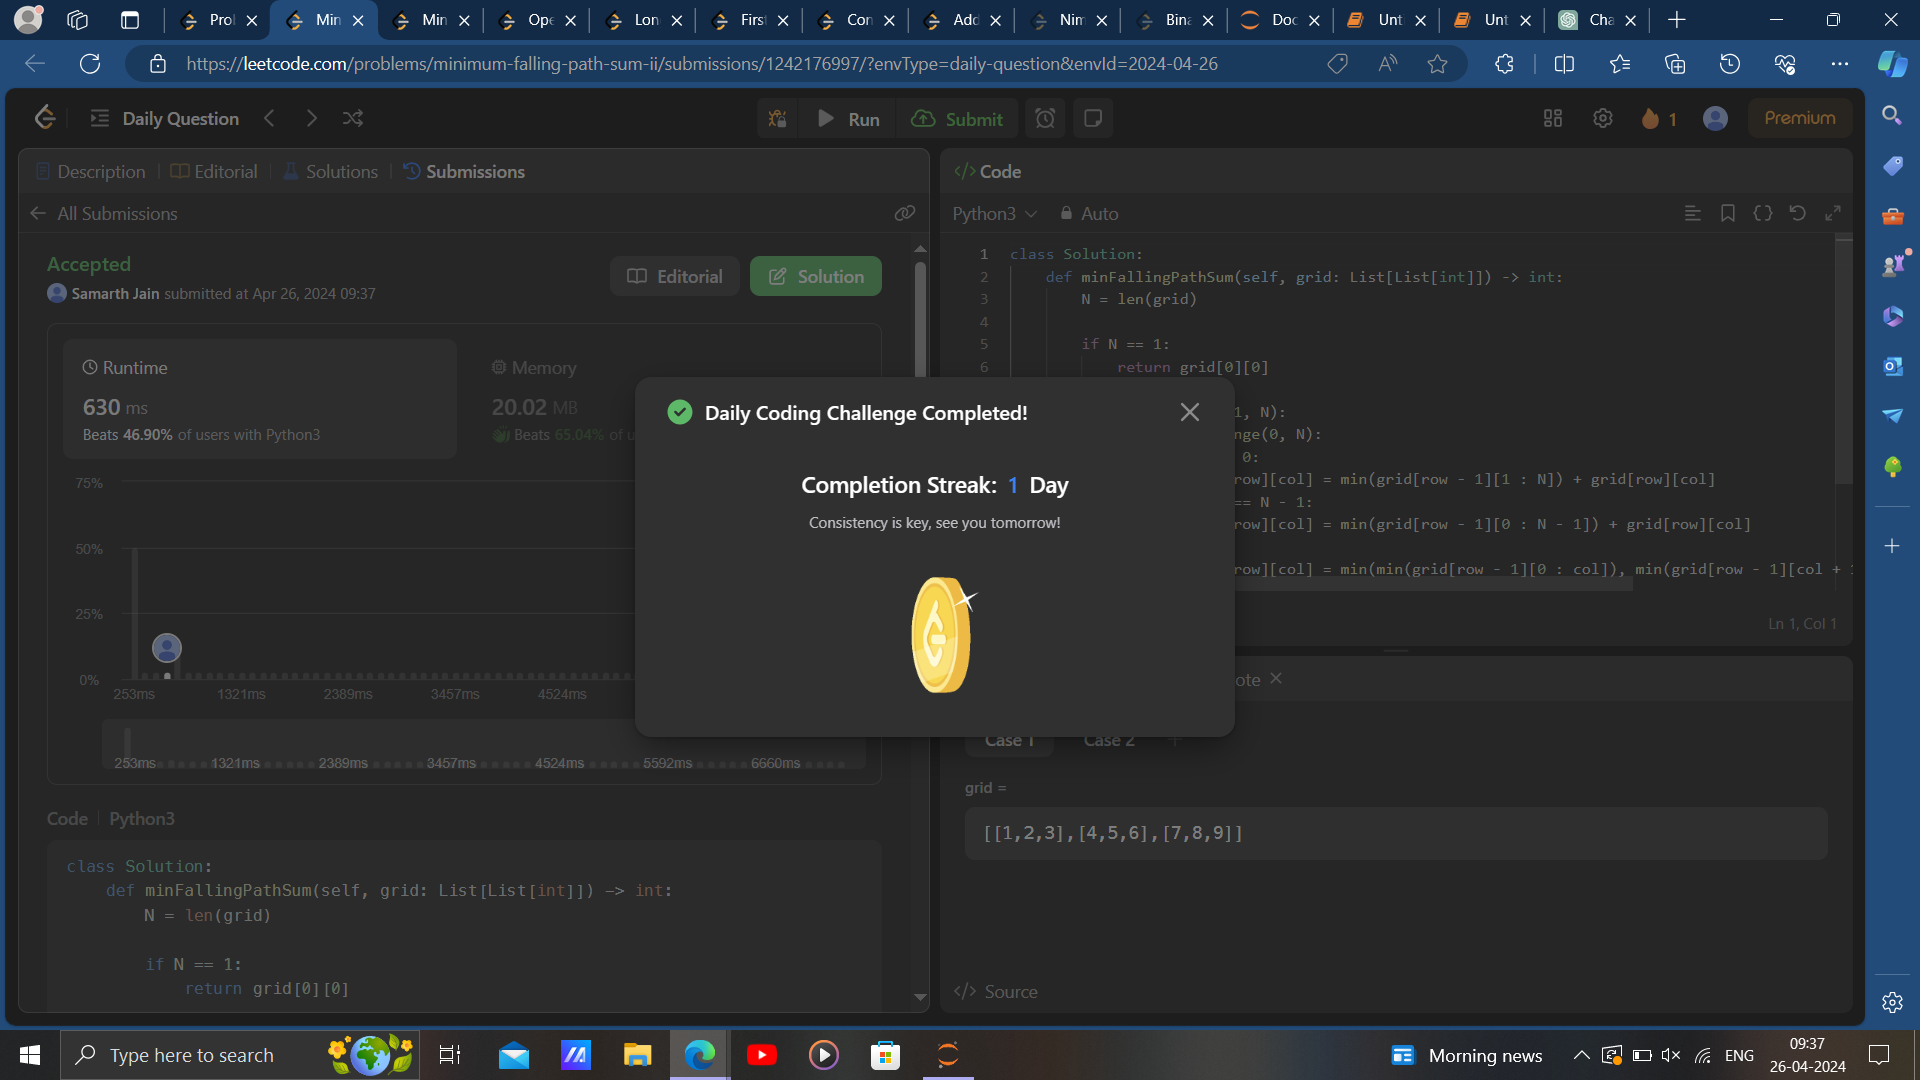 Prol
Min
Min
Ope
Lon
Firs
Con
Add
Nim
Bina
Doc
Unti
Unt
Cha
https://leetcode.com/problems/minimum-falling-path-sum-ii/submissions/1242176997/?envType=daily-question&envId=2024-04-26
Daily Question
Run
Submit
1
Premium
Description
Editorial
Solutions
Submissions
</> Code
All Submissions
Python3
Auto
Accepted
Samarth Jain submitted at Apr 26, 2024 09:37
Editorial
Solution
Runtime
630 ms
Beats 46.90% of users with Python3
Memory
20.02 MB
Beats 65.04% of u
75%
50%
25%
0%
253ms 1321ms 2389ms 3457ms 4524ms
253ms 1321ms 2389ms 3457ms 4524ms 5592ms 6660ms
Code | Python3
class Solution:
def minFallingPathSum(self, grid: List[List[int]]) -> int:
N = len(grid)
if N == 1:
return grid[0][0]
Daily Coding Challenge Completed!
Completion Streak: 1 Day
Consistency is key, see you tomorrow!
1 class Solution:
2 def minFallingPathSum(self, grid: List[List[int]]) -> int:
3 N = len(grid)
4
5 if N == 1:
6 return grid[0][0]
1, N):
nge(0, N):
0:
row][col] = min(grid[row - 1][1 : N]) + grid[row][col]
== N - 1:
row][col] = min(grid[row - 1][0 : N - 1]) + grid[row][col]
row][col] = min(min(grid[row - 1][0 : col]), min(grid[row - 1][col +
Ln 1, Col 1
ote
Case 1
Case 2
grid =
[[1,2,3],[4,5,6],[7,8,9]]
</> Source
Type here to search
Morning news
ENG
09:37
26-04-2024